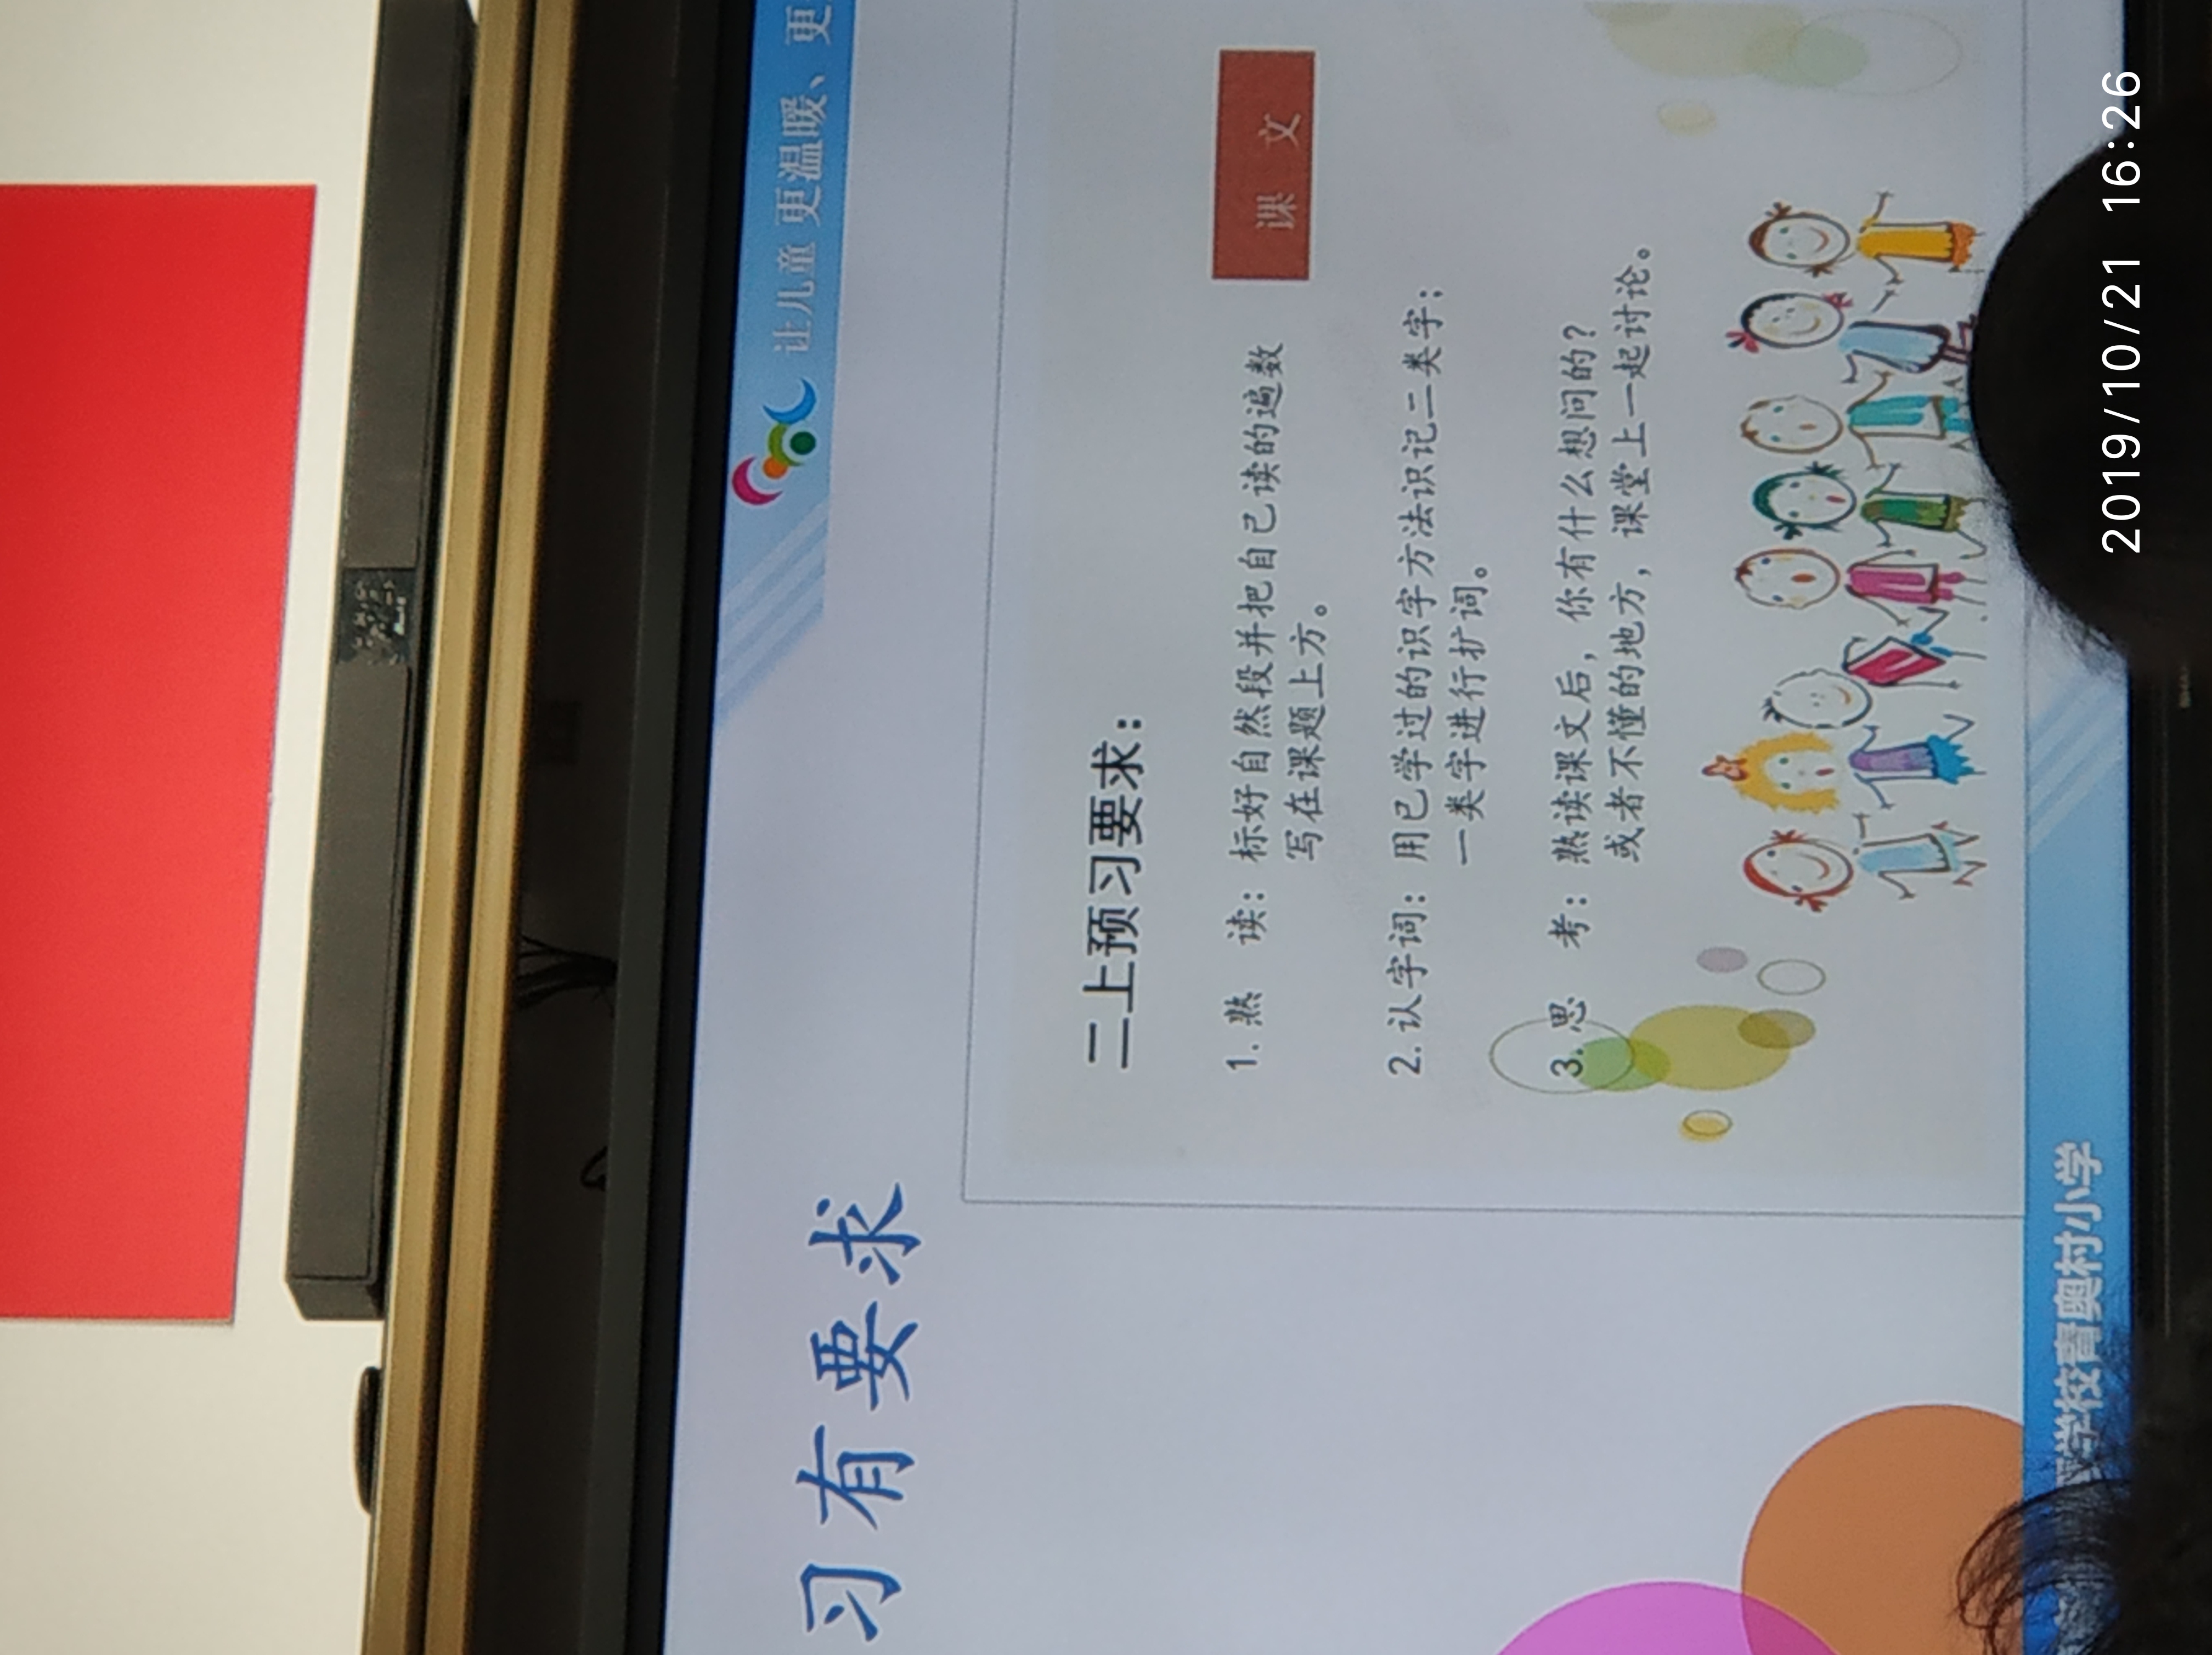 让儿童 更温暖、更
习有要求
二上预习要求：
1. 熟 读：标好自然段并把自己读的遍数
写在课题上方。
课 文
2. 认字词：用已学过的识字方法识记二类字；
一类字进行扩词。
3. 思 考：熟读课文后，你有什么想问的？
或者不懂的地方，课堂上一起讨论。
学校青奥村小学
2019/10/21 16:26